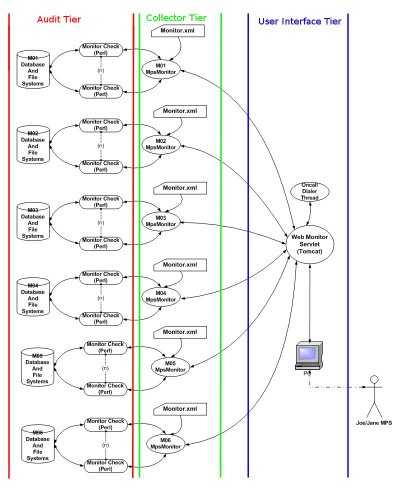 Audit Tier
Collector Tier
User Interface Tier
Monitor.xml
M01
Database
And
File
Systems
Monitor Check
(Perl)
(n)
Monitor Check
(Perl)
M01
MpsMonitor
Monitor.xml
M02
Database
And
File
Systems
Monitor Check
(Perl)
(n)
Monitor Check
(Perl)
M02
MpsMonitor
Monitor.xml
M03
Database
And
File
Systems
Monitor Check
(Perl)
(n)
Monitor Check
(Perl)
M03
MpsMonitor
Monitor.xml
M04
Database
And
File
Systems
Monitor Check
(Perl)
(n)
Monitor Check
(Perl)
M04
MpsMonitor
Monitor.xml
M05
Database
And
File
Systems
Monitor Check
(Perl)
(n)
Monitor Check
(Perl)
M05
MpsMonitor
Monitor.xml
M06
Database
And
File
Systems
Monitor Check
(Perl)
(n)
Monitor Check
(Perl)
M06
MpsMonitor
Oncall
Dialer
Thread
Web Monitor
Servlet
(Tomcat)
PC
Joe/Jane MPS